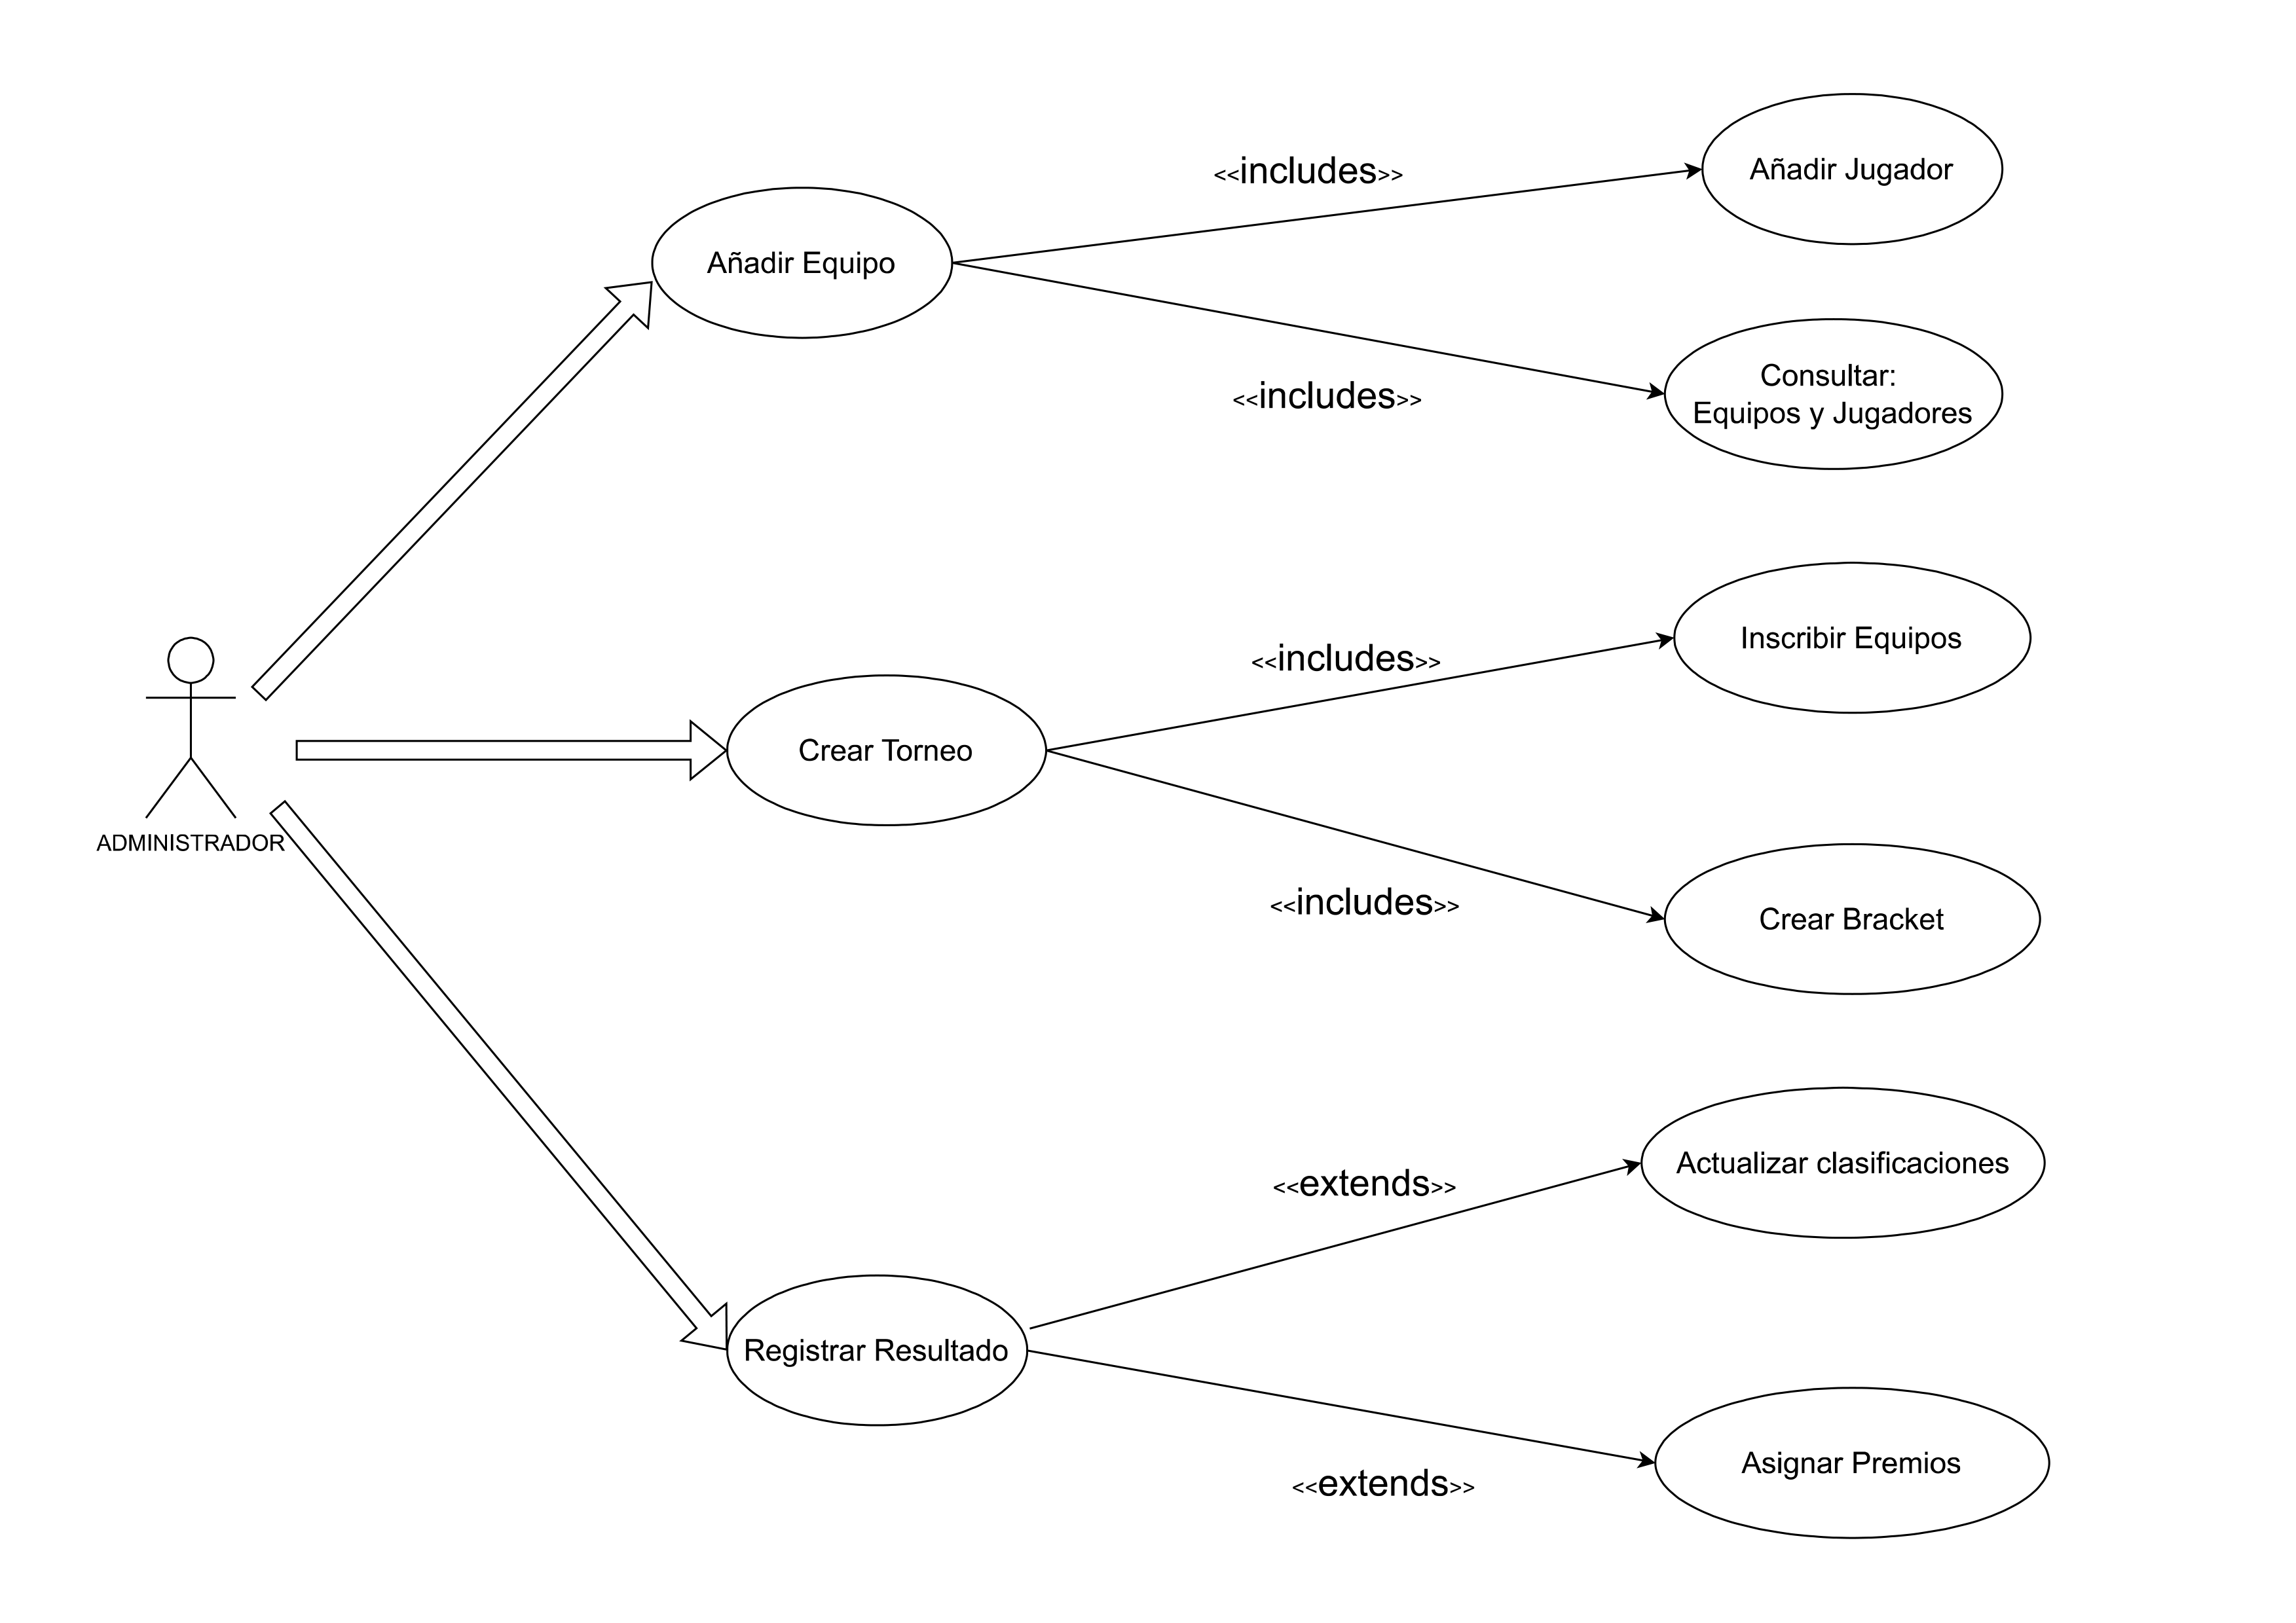 <<includes>>
Añadir Jugador
Añadir Equipo
<<includes>>
Consultar:
Equipos y Jugadores
<<includes>>
Inscribir Equipos
Crear Torneo
ADMINISTRADOR
<<includes>>
Crear Bracket
<<extends>>
Actualizar clasificaciones
Registrar Resultado
<<extends>>
Asignar Premios